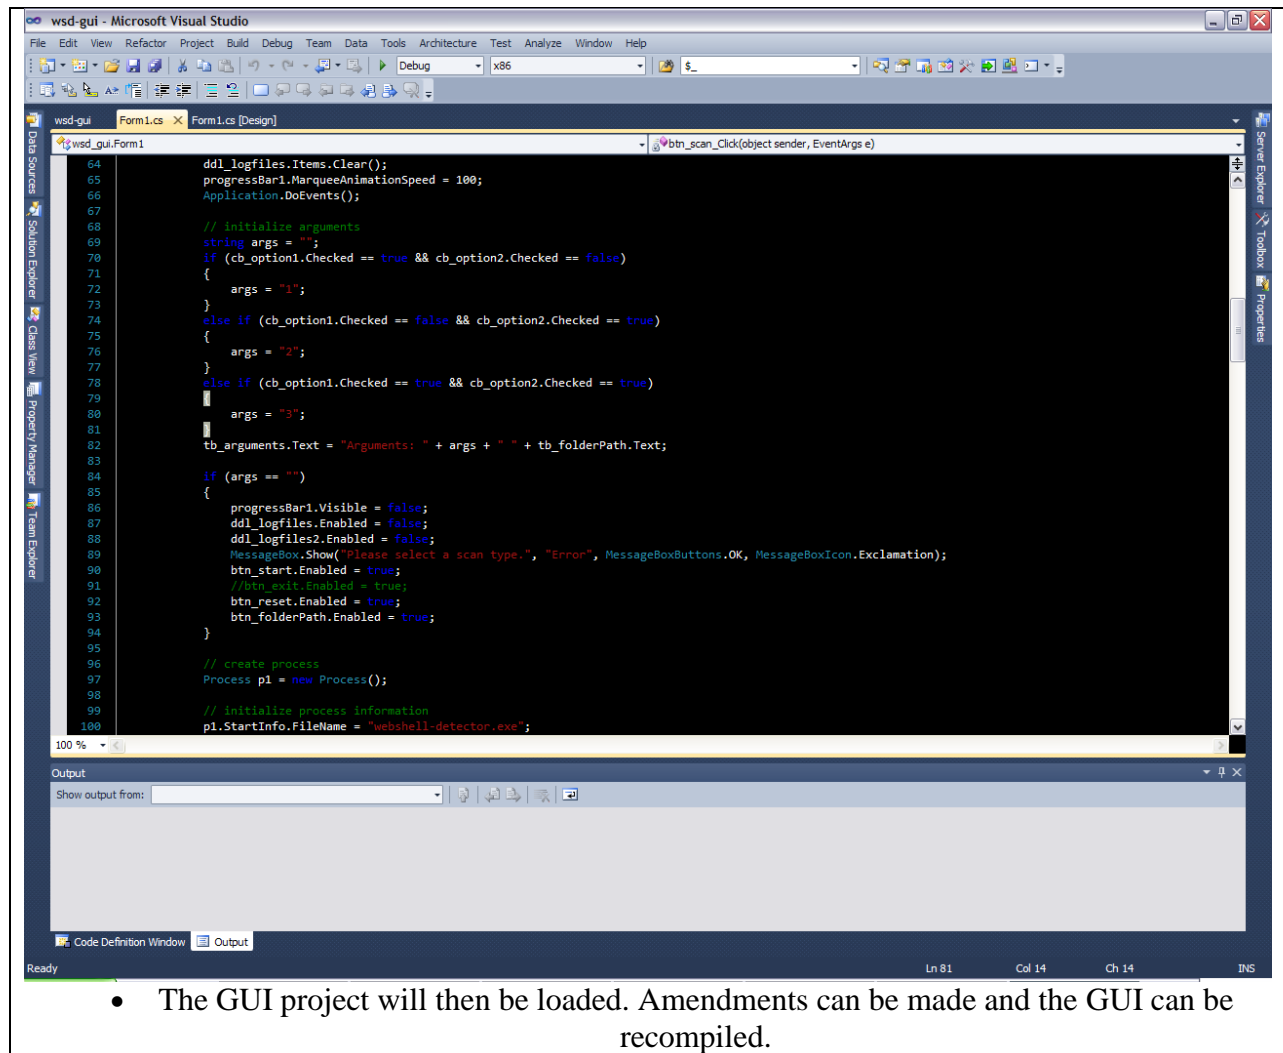 wsd-gui - Microsoft Visual Studio
File Edit View Refactor Project Build Debug Team Data Tools Architecture Test Analyze Window Help
Debug x86 $_
wsd-gui Form1.cs Form1.cs [Design]
wsd_gui.Form1 btn_scan_Click(object sender, EventArgs e)
Data Sources
Solution Explorer
Class View
Property Manager
Team Explorer
64 ddl_logfiles.Items.Clear();
65 progressBar1.MarqueeAnimationSpeed = 100;
66 Application.DoEvents();
67
68 // initialize arguments
69 string args = "";
70 if (cb_option1.Checked == true && cb_option2.Checked == false)
71 {
72 args = "1";
73 }
74 else if (cb_option1.Checked == false && cb_option2.Checked == true)
75 {
76 args = "2";
77 }
78 else if (cb_option1.Checked == true && cb_option2.Checked == true)
79 {
80 args = "3";
81 }
82 tb_arguments.Text = "Arguments: " + args + " " + tb_folderPath.Text;
83
84 if (args == "")
85 {
86 progressBar1.Visible = false;
87 ddl_logfiles.Enabled = false;
88 ddl_logfiles2.Enabled = false;
89 MessageBox.Show("Please select a scan type.", "Error", MessageBoxButtons.OK, MessageBoxIcon.Exclamation);
90 btn_start.Enabled = true;
91 //btn_exit.Enabled = true;
92 btn_reset.Enabled = true;
93 btn_folderPath.Enabled = true;
94 }
95
96 // create process
97 Process p1 = new Process();
98
99 // initialize process information
100 p1.StartInfo.FileName = "webshell-detector.exe";
Server Explorer
Toolbox
Properties
100 %
Output
Show output from:
Code Definition Window Output
Ready Ln 81 Col 14 Ch 14 INS
• The GUI project will then be loaded. Amendments can be made and the GUI can be
recompiled.